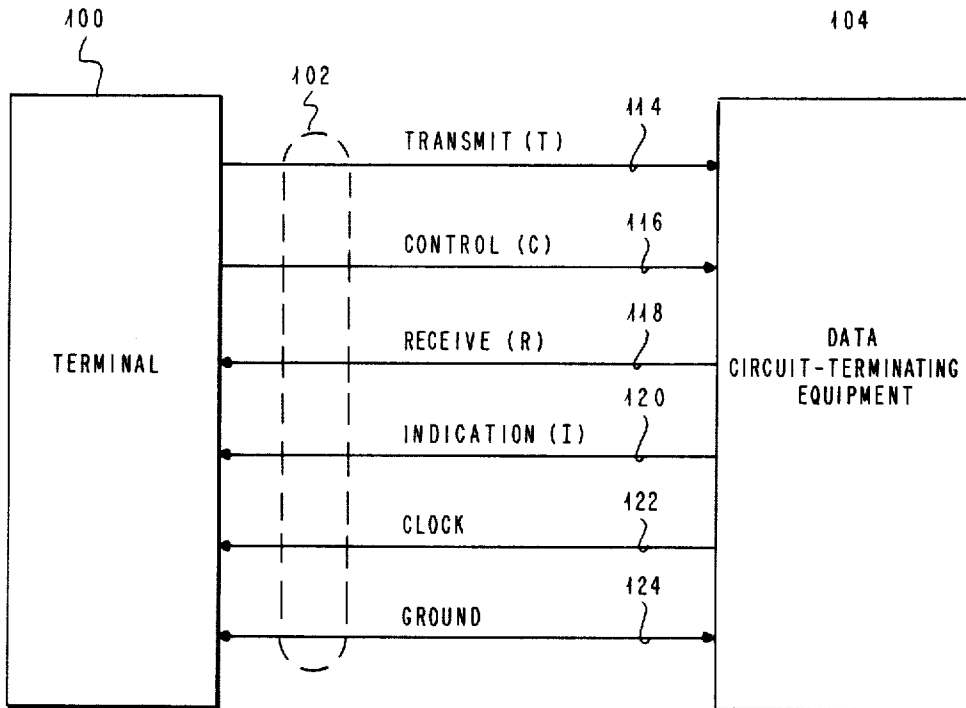 100
104
102
114
TRANSMIT (T)
116
CONTROL (C)
118
RECEIVE (R)
TERMINAL
DATA
CIRCUIT-TERMINATING
EQUIPMENT
120
INDICATION (I)
122
CLOCK
124
GROUND